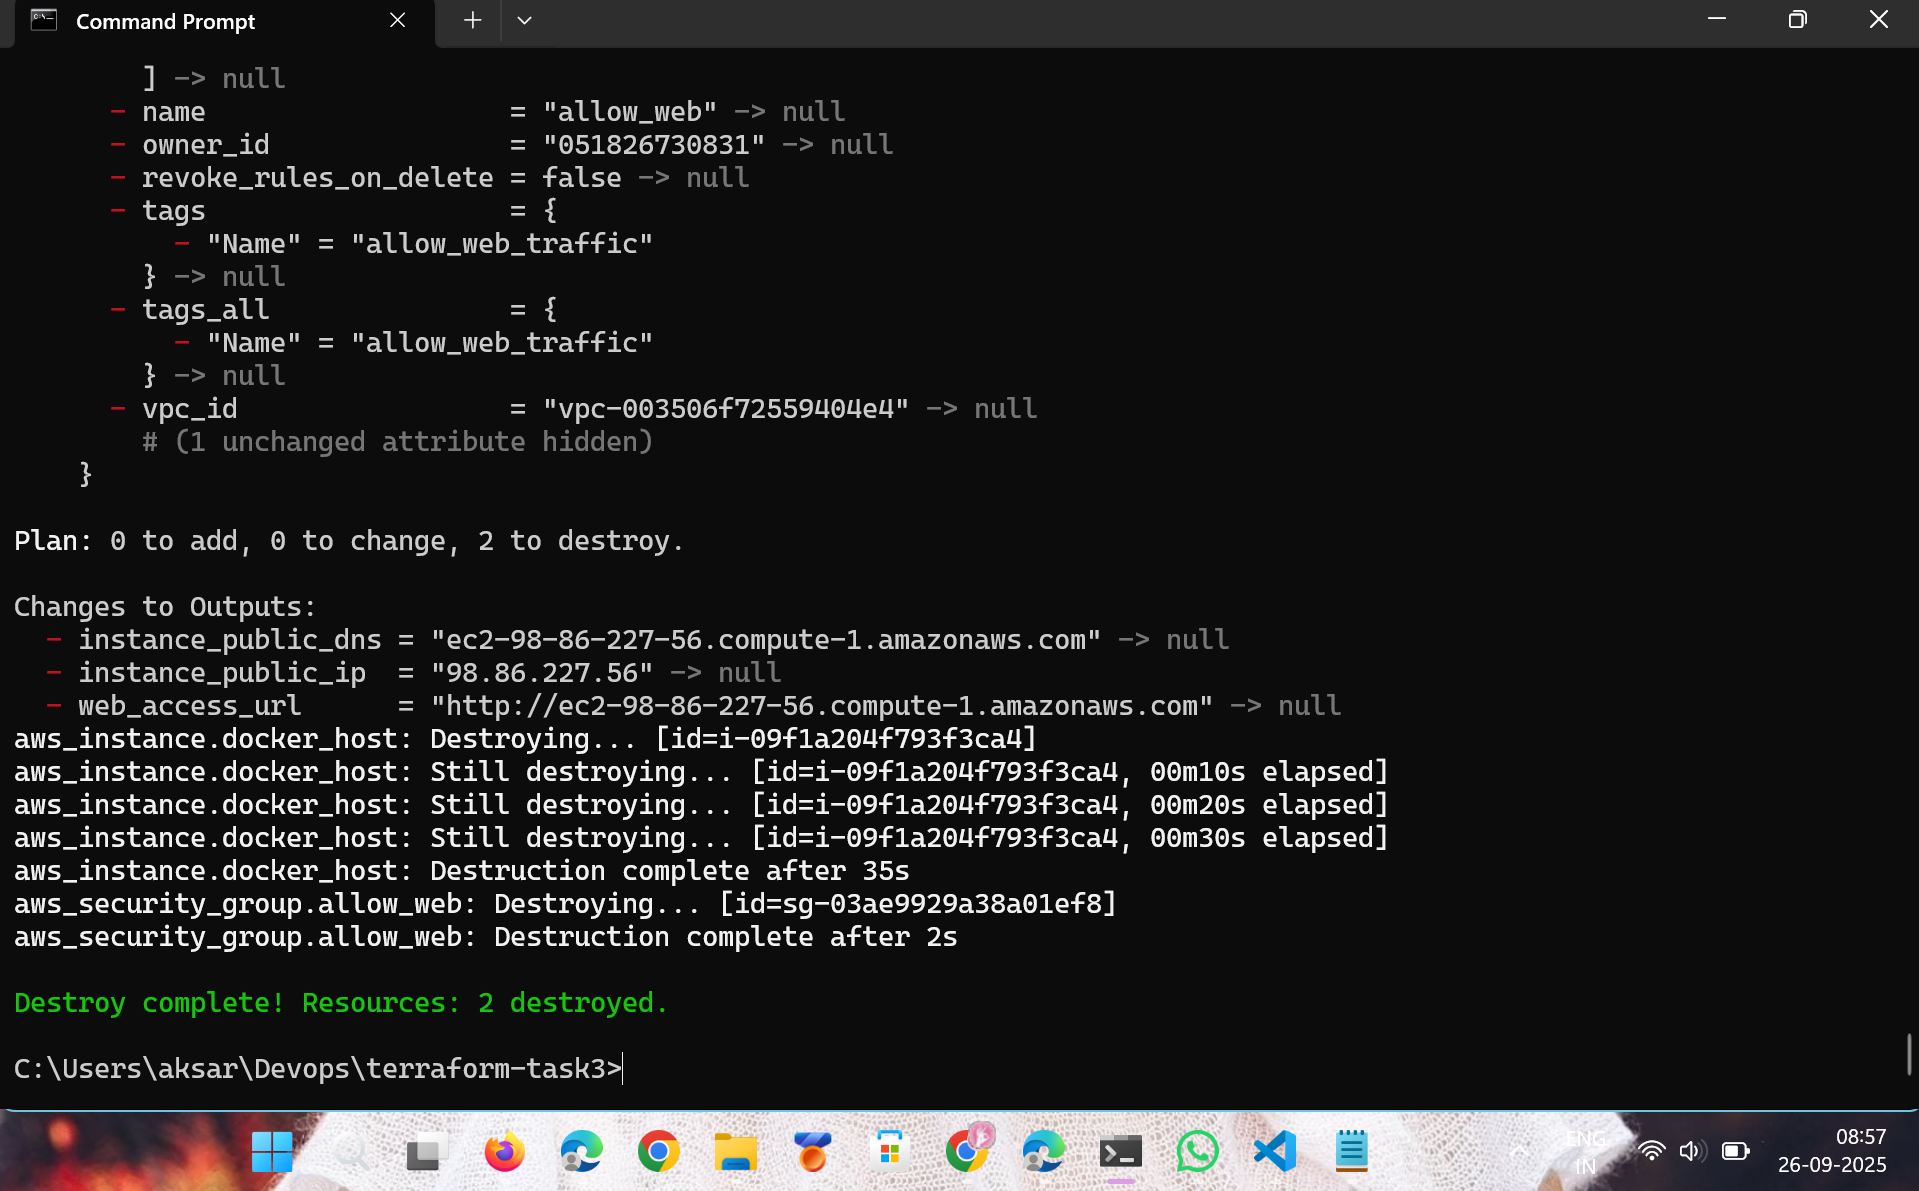 Command Prompt
] -> null
- name                   = "allow_web" -> null
- owner_id               = "051826730831" -> null
- revoke_rules_on_delete = false -> null
- tags                   = {
- "Name" = "allow_web_traffic"
} -> null
- tags_all               = {
- "Name" = "allow_web_traffic"
} -> null
- vpc_id                 = "vpc-003506f72559404e4" -> null
# (1 unchanged attribute hidden)
}
Plan: 0 to add, 0 to change, 2 to destroy.
Changes to Outputs:
- instance_public_dns = "ec2-98-86-227-56.compute-1.amazonaws.com" -> null
- instance_public_ip  = "98.86.227.56" -> null
- web_access_url      = "http://ec2-98-86-227-56.compute-1.amazonaws.com" -> null
aws_instance.docker_host: Destroying... [id=i-09f1a204f793f3ca4]
aws_instance.docker_host: Still destroying... [id=i-09f1a204f793f3ca4, 00m10s elapsed]
aws_instance.docker_host: Still destroying... [id=i-09f1a204f793f3ca4, 00m20s elapsed]
aws_instance.docker_host: Still destroying... [id=i-09f1a204f793f3ca4, 00m30s elapsed]
aws_instance.docker_host: Destruction complete after 35s
aws_security_group.allow_web: Destroying... [id=sg-03ae9929a38a01ef8]
aws_security_group.allow_web: Destruction complete after 2s
Destroy complete! Resources: 2 destroyed.
C:\Users\aksar\Devops\terraform-task3>
ENG
IN
08:57
26-09-2025